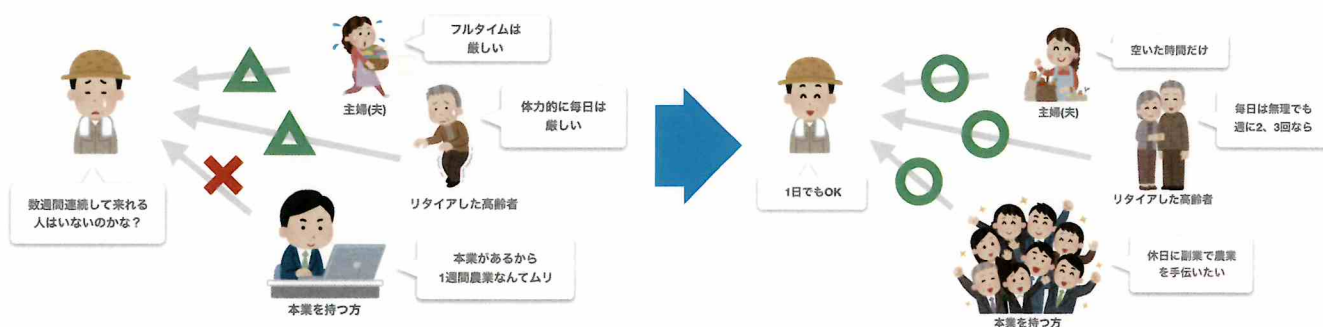 フルタイムは
厳しい
主婦(夫)
体力的に毎日は
厳しい
リタイアした高齢者
数週間連続して来れる
人はいないのかな？
本業があるから
1週間農業なんてムリ
本業を持つ方
空いた時間だけ
主婦(夫)
毎日は無理でも
週に2、3回なら
リタイアした高齢者
1日でもOK
休日に副業で農業
を手伝いたい
本業を持つ方